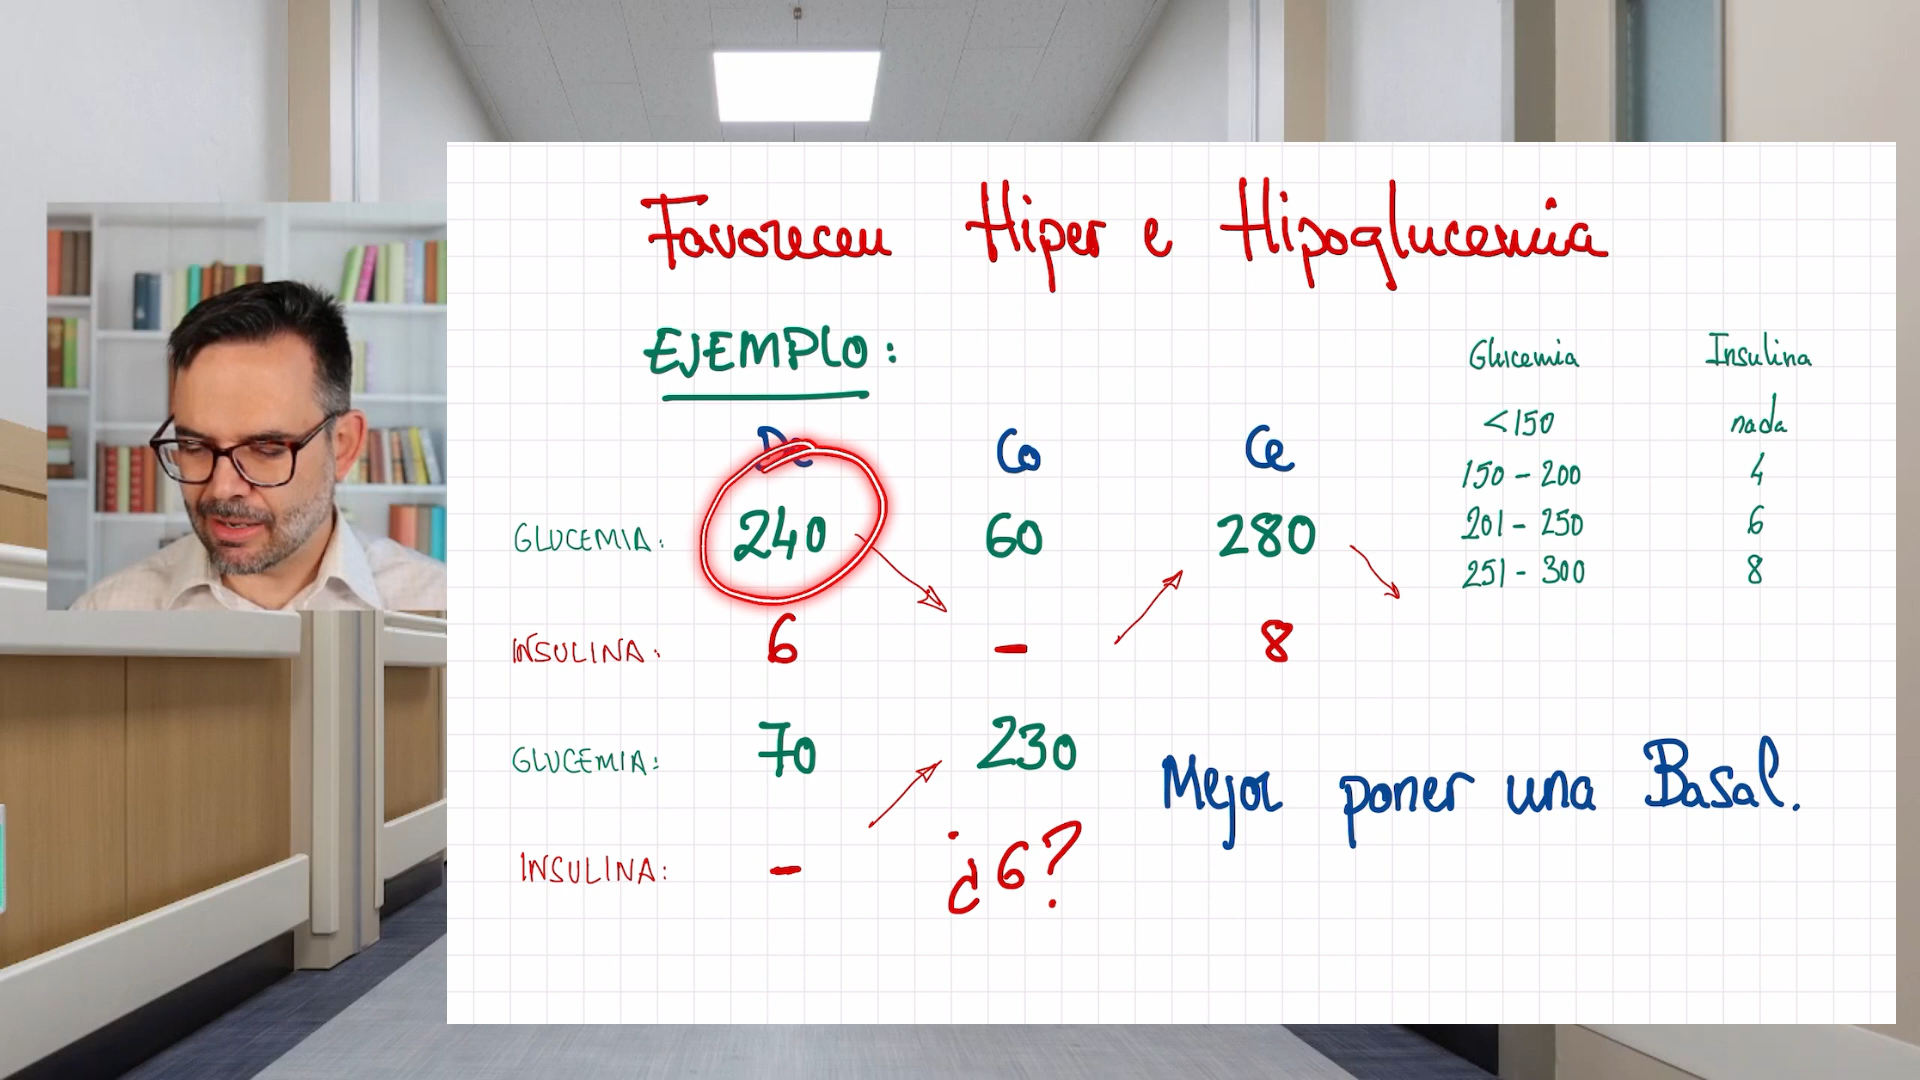 Favorecen Hiper e Hipoglucemia
EJEMPLO:
De Co Ce
GLUCEMIA: 240 60 280
INSULINA: 6 - 8
GLUCEMIA: 70 230
INSULINA: - ¿6?
Mejor poner una Basal.
Glucemia Insulina
<150 nada
150 - 200 4
201 - 250 6
251 - 300 8